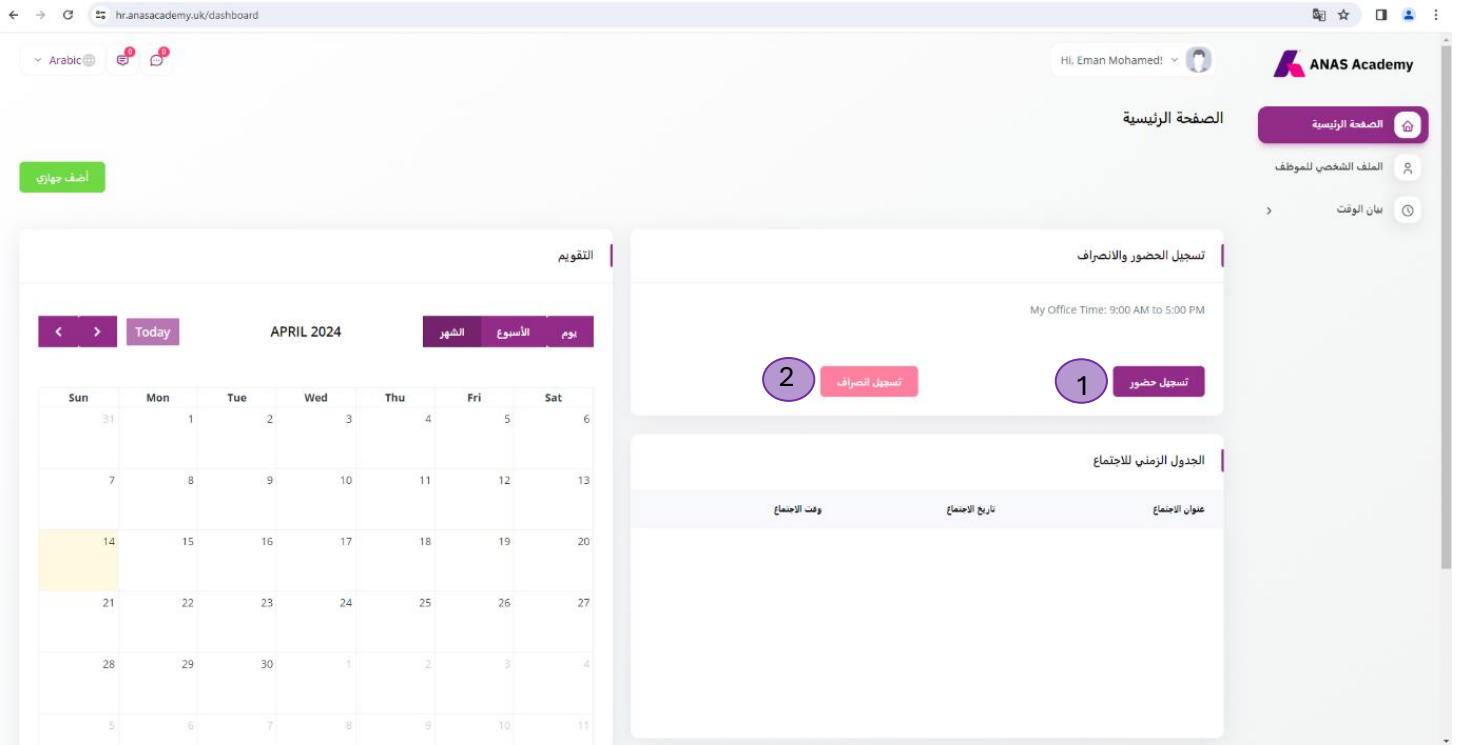 hr.anasacademy.uk/dashboard
ANAS Academy
Hi, Eman Mohamed!
0
0
Arabic
الصفحة الرئيسية
الملف الشخصي للموظف
بيان الوقت
الصفحة الرئيسية
أضف جهازي
تسجيل الحضور والانصراف
My Office Time: 9:00 AM to 5:00 PM
تسجيل حضور
1
تسجيل انصراف
2
الجدول الزمني للاجتماع
عنوان الاجتماع تاريخ الاجتماع وقت الاجتماع
التقويم
يوم الأسبوع الشهر
APRIL 2024
Today
Sun Mon Tue Wed Thu Fri Sat
31 1 2 3 4 5 6
7 8 9 10 11 12 13
14 15 16 17 18 19 20
21 22 23 24 25 26 27
28 29 30 1 2 3 4
5 6 7 8 9 10 11